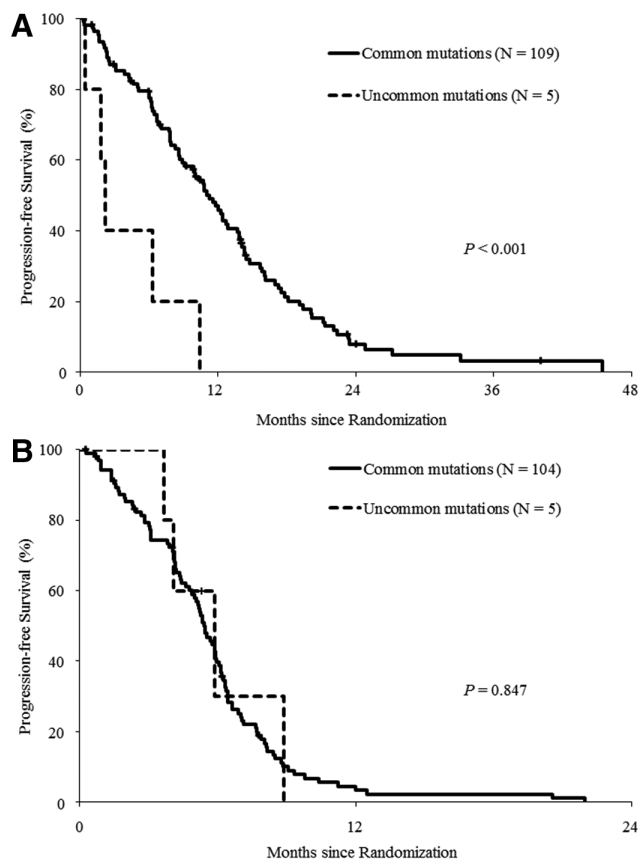 A
100
80
60
40
20
0
Progression-free Survival (%)
Common mutations (N = 109)
Uncommon mutations (N = 5)
P < 0.001
0 12 24 36 48
Months since Randomization
B
100
80
60
40
20
0
Progression-free Survival (%)
Common mutations (N = 104)
Uncommon mutations (N = 5)
P = 0.847
0 12 24
Months since Randomization